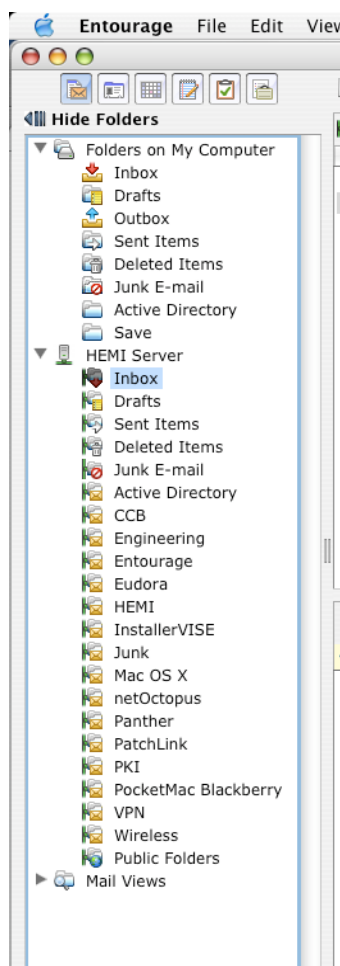 Entourage File Edit View
Hide Folders
Folders on My Computer
Inbox
Drafts
Outbox
Sent Items
Deleted Items
Junk E-mail
Active Directory
Save
HEMI Server
Inbox
Drafts
Sent Items
Deleted Items
Junk E-mail
Active Directory
CCB
Engineering
Entourage
Eudora
HEMI
InstallerVISE
Junk
Mac OS X
netOctopus
Panther
PatchLink
PKI
PocketMac Blackberry
VPN
Wireless
Public Folders
Mail Views